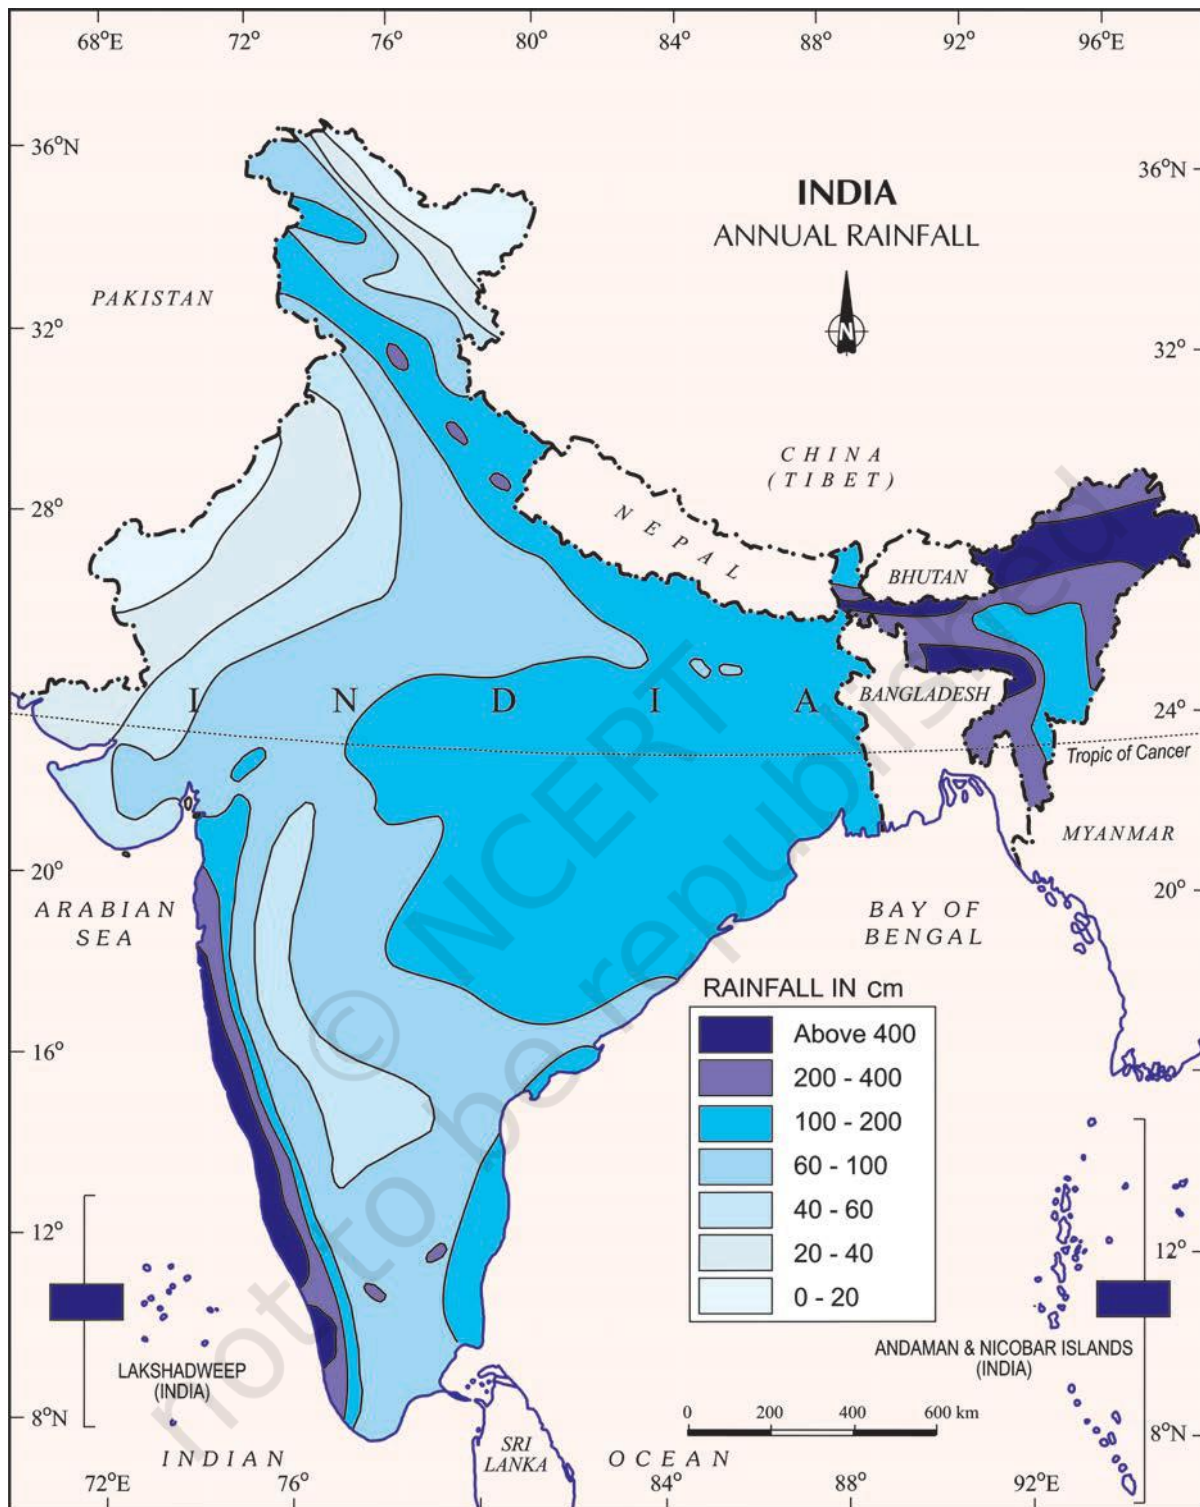 68°E 72° 76° 80° 84° 88° 92° 96°E
36°N
36°N
INDIA
ANNUAL RAINFALL
N
PAKISTAN
32°
32°
CHINA
(TIBET)
28°
NEPAL
BHUTAN
INDIA
BANGLADESH
24°
Tropic of Cancer
MYANMAR
20°
20°
ARABIAN
SEA
BAY OF
BENGAL
RAINFALL IN cm
Above 400
200 - 400
100 - 200
60 - 100
40 - 60
20 - 40
0 - 20
16°
12°
12°
LAKSHADWEEP
(INDIA)
ANDAMAN & NICOBAR ISLANDS
(INDIA)
0 200 400 600 km
8°N
8°N
INDIAN OCEAN
SRI
LANKA
72°E 76° 84° 88° 92°E
© NCERT
not to be republished